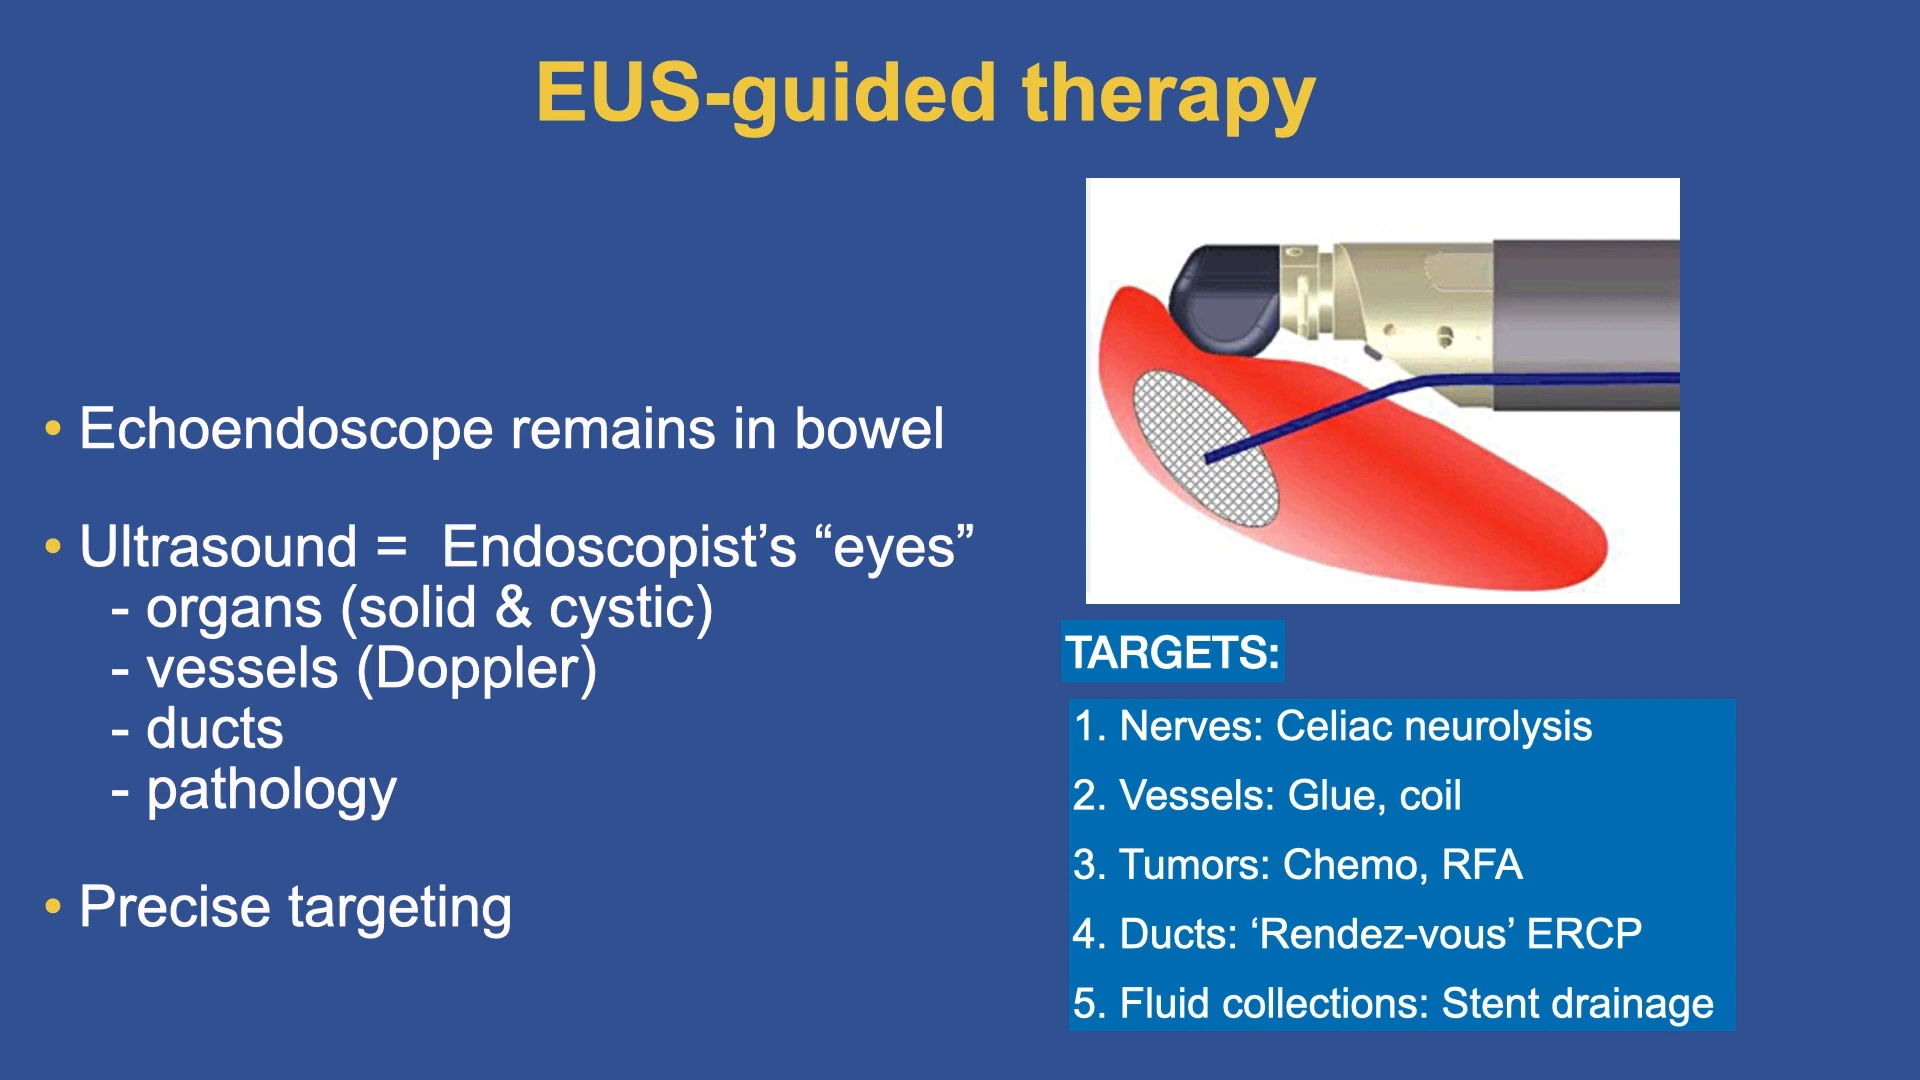 EUS-guided therapy
• Echoendoscope remains in bowel
• Ultrasound =  Endoscopist’s “eyes”
- organs (solid & cystic)
- vessels (Doppler)
- ducts
- pathology
• Precise targeting
TARGETS:
1. Nerves: Celiac neurolysis
2. Vessels: Glue, coil
3. Tumors: Chemo, RFA
4. Ducts: ‘Rendez-vous’ ERCP
5. Fluid collections: Stent drainage